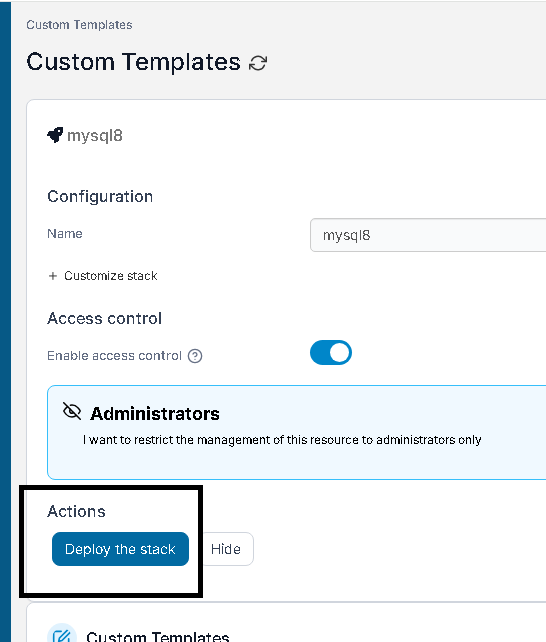 Custom Templates
Custom Templates
mysql8
Configuration
Name
mysql8
+ Customize stack
Access control
Enable access control ?
Administrators
I want to restrict the management of this resource to administrators only
Actions
Deploy the stack
Hide
Custom Templates